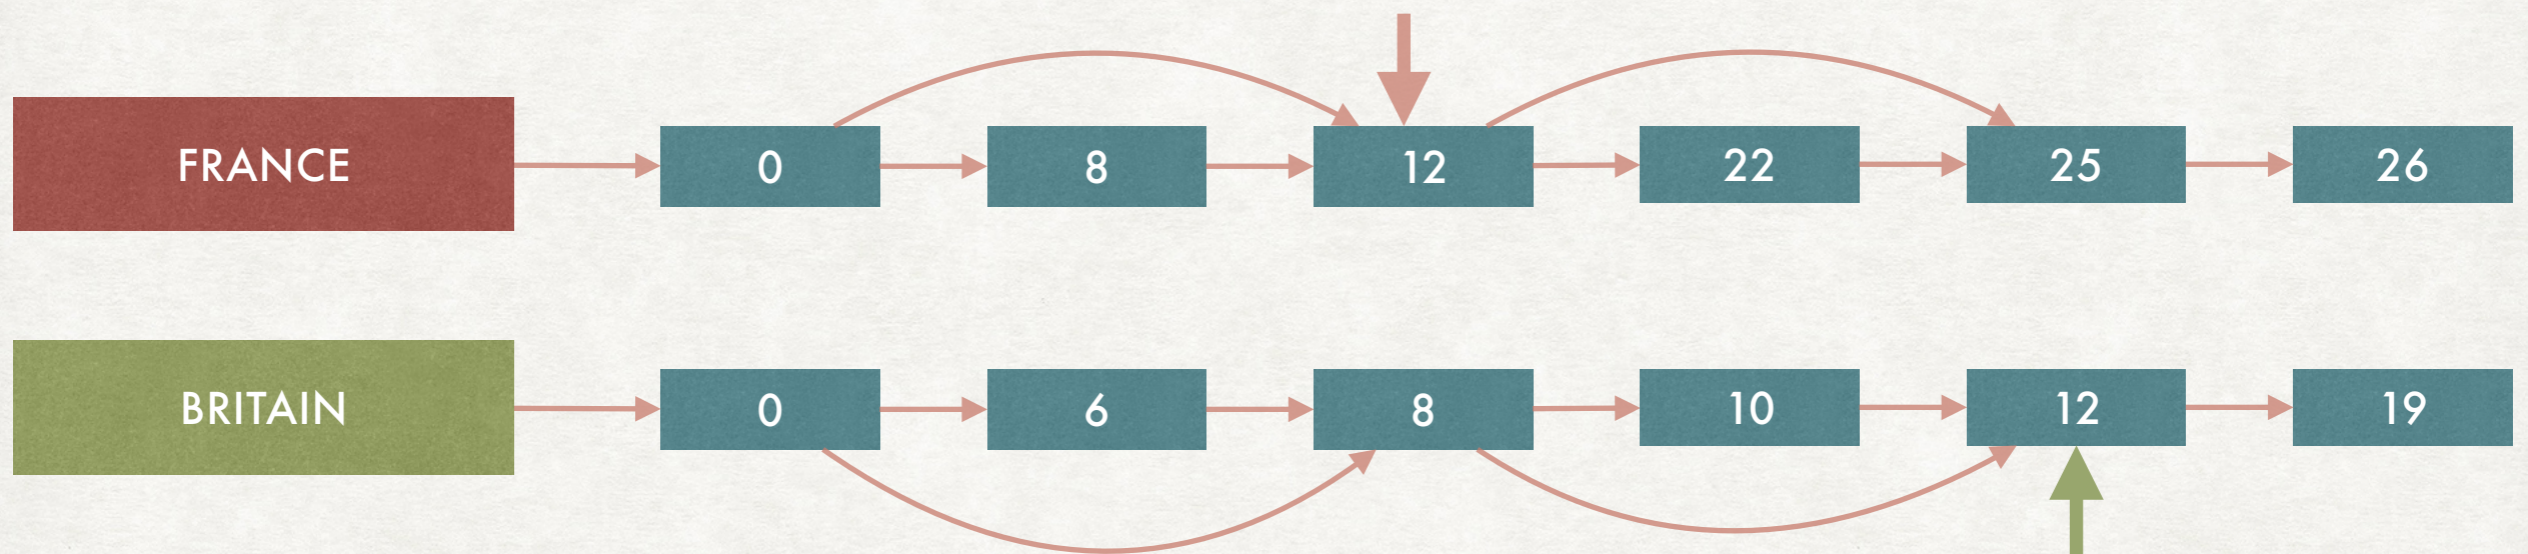 FRANCE 0 8 12 22 25 26
BRITAIN 0 6 8 10 12 19